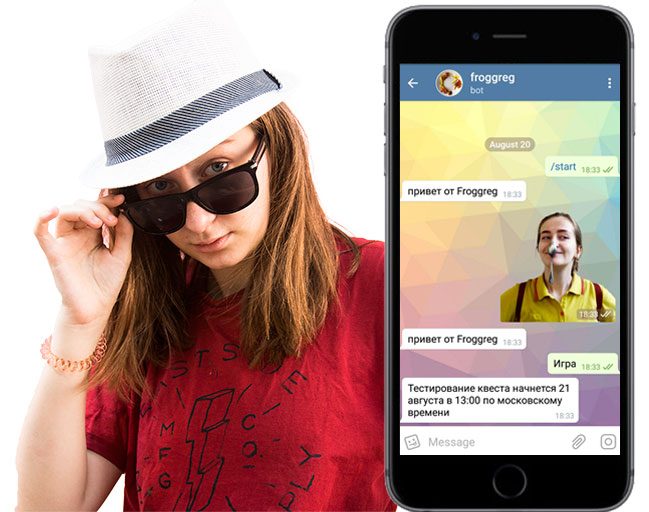 froggreg
bot
August 20
/start 18:33
привет от Froggreg 18:33
18:33
привет от Froggreg 18:33
Игра 18:33
Тестирование квеста начнется 21
августа в 13:00 по московскому
времени
18:33
Message
M
F
G
C
O
PLY